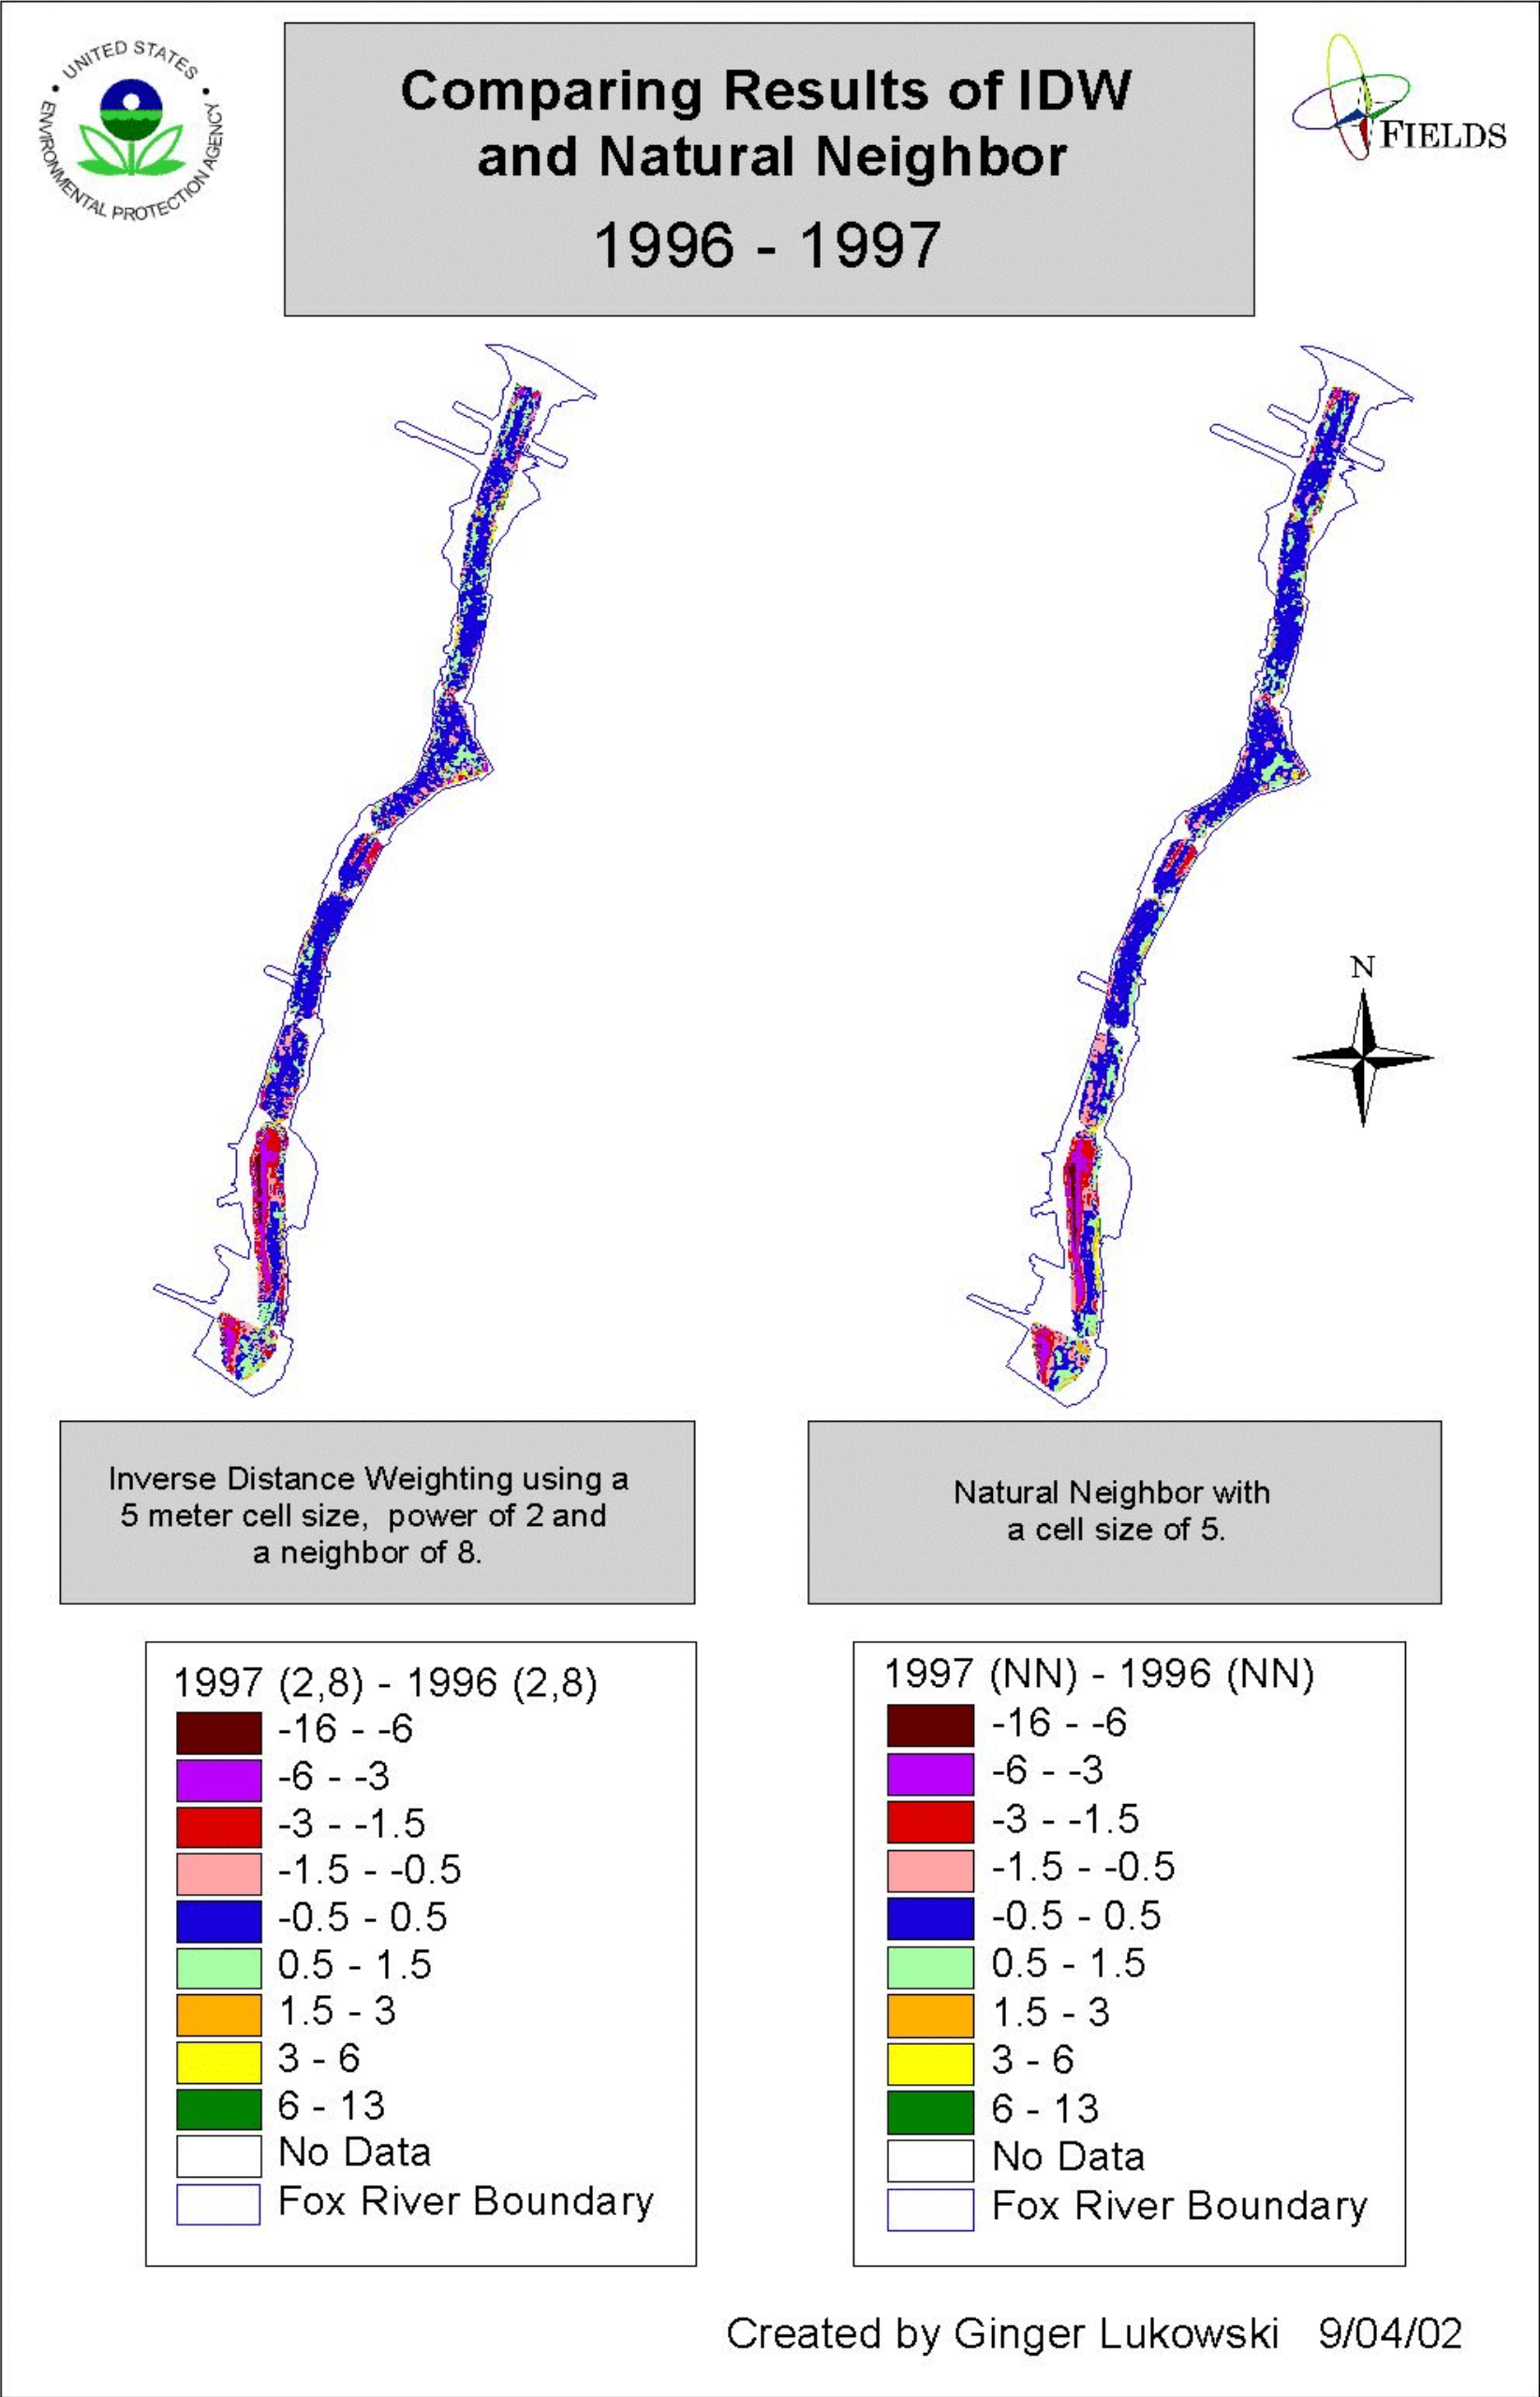 UNITED STATES
ENVIRONMENTAL PROTECTION AGENCY
Comparing Results of IDW
and Natural Neighbor
1996 - 1997
FIELDS
N
Inverse Distance Weighting using a
5 meter cell size, power of 2 and
a neighbor of 8.
Natural Neighbor with
a cell size of 5.
1997 (2,8) - 1996 (2,8)
-16 - -6
-6 - -3
-3 - -1.5
-1.5 - -0.5
-0.5 - 0.5
0.5 - 1.5
1.5 - 3
3 - 6
6 - 13
No Data
Fox River Boundary
1997 (NN) - 1996 (NN)
-16 - -6
-6 - -3
-3 - -1.5
-1.5 - -0.5
-0.5 - 0.5
0.5 - 1.5
1.5 - 3
3 - 6
6 - 13
No Data
Fox River Boundary
Created by Ginger Lukowski 9/04/02